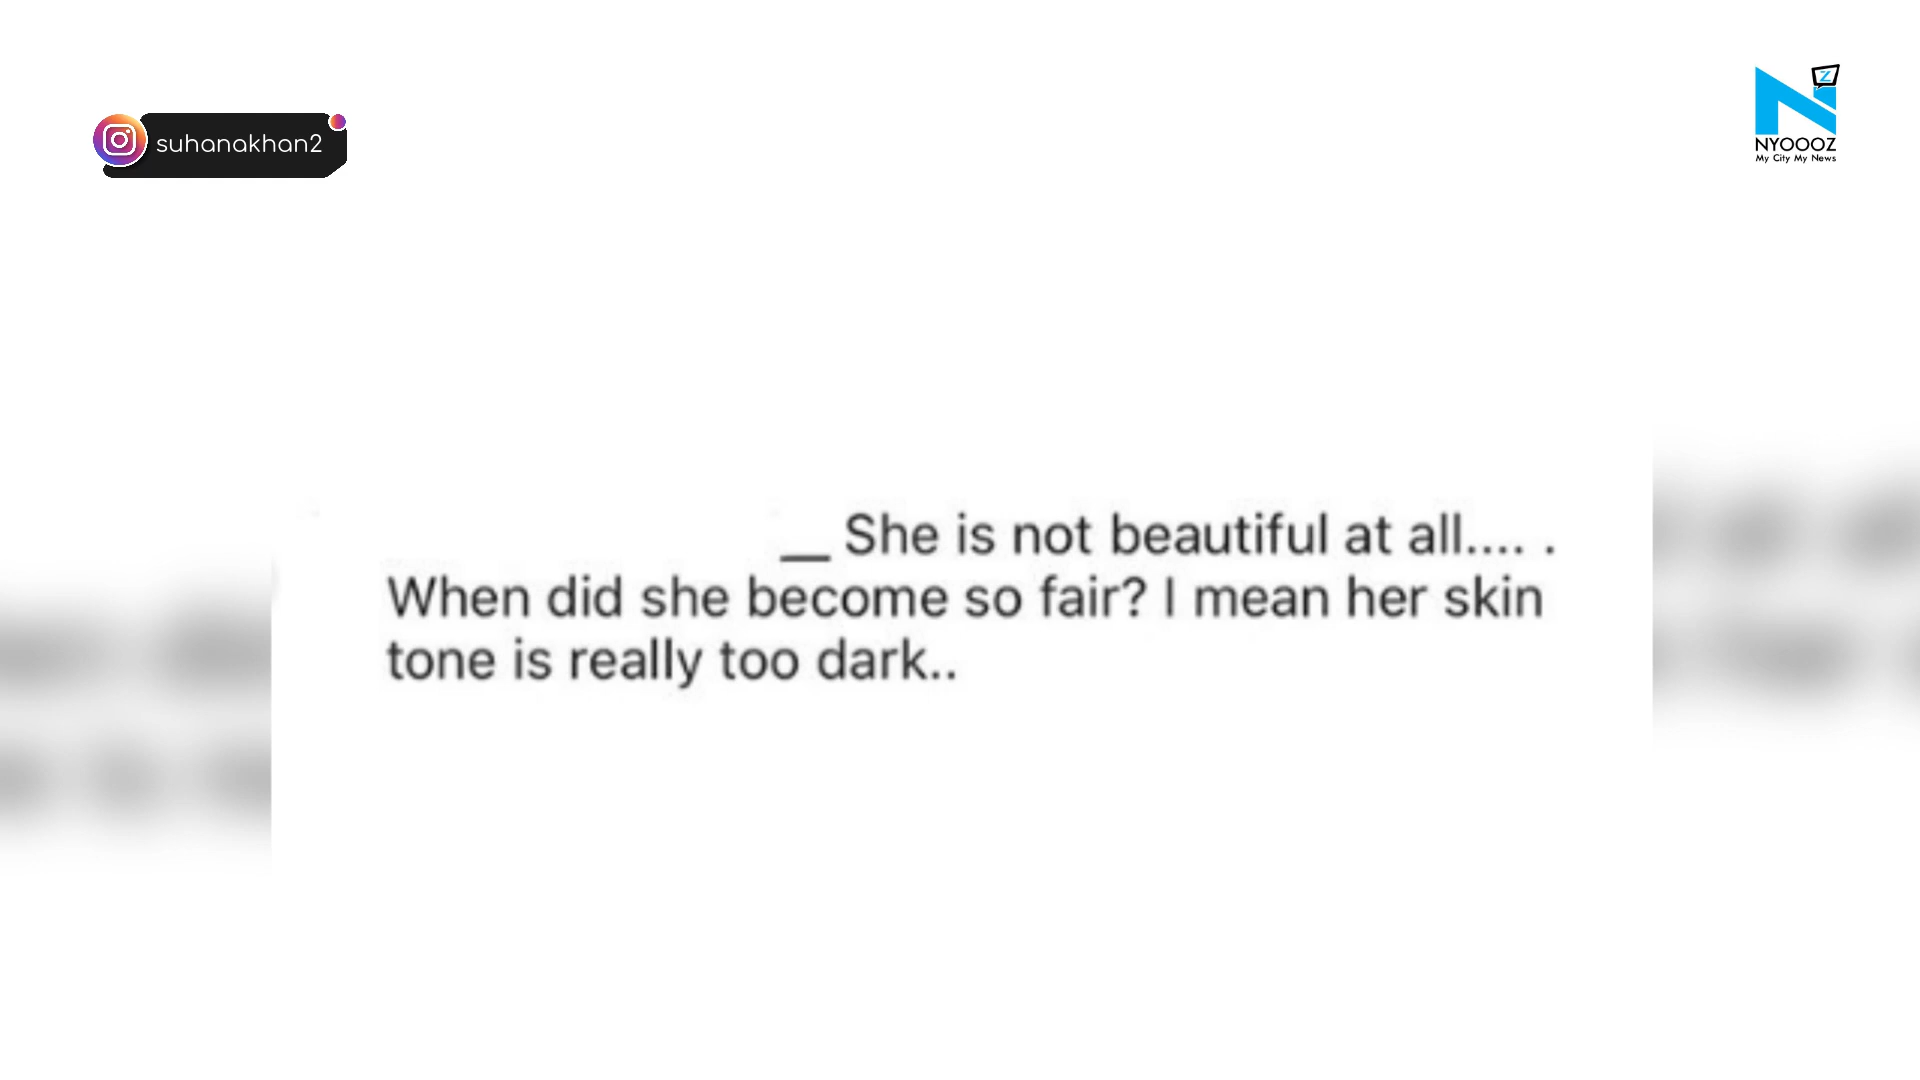 suhanakhan2
Z
NYOOOZ
My City My News
__ She is not beautiful at all.... .
When did she become so fair? I mean her skin
tone is really too dark..